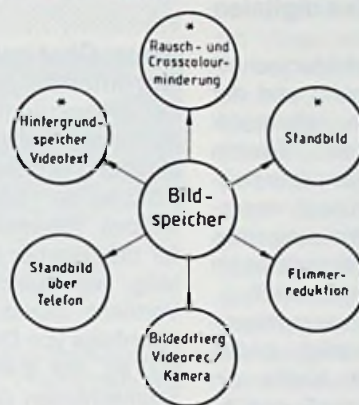 *
Rausch- und
Crosscolour-
minderung
*
Hintergrund-
speicher
Videotext
*
Standbild
Bild-
speicher
Standbild
über
Telefon
Flimmer-
reduktion
Bildeditierg
Videorec./
Kamera